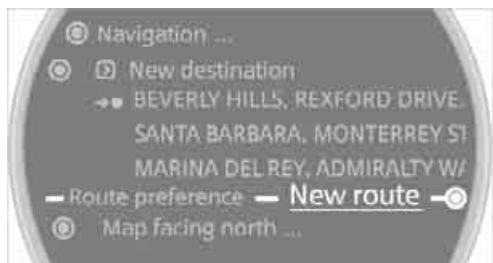 Navigation ...
New destination
BEVERLY HILLS, REXFORD DRIVE.
SANTA BARBARA, MONTERREY ST
MARINA DEL REY, ADMIRALTY W/
Route preference New route
Map facing north ...